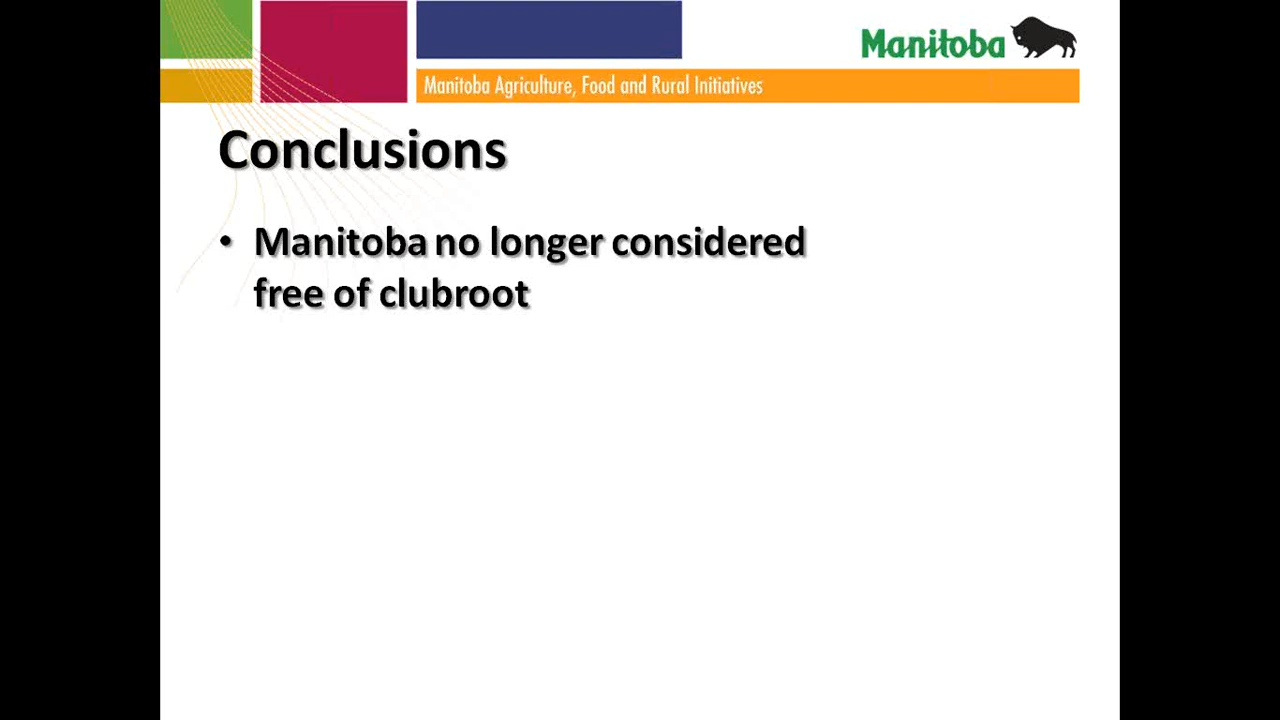 Manitoba
Manitoba Agriculture, Food and Rural Initiatives
Conclusions
• Manitoba no longer considered
free of clubroot